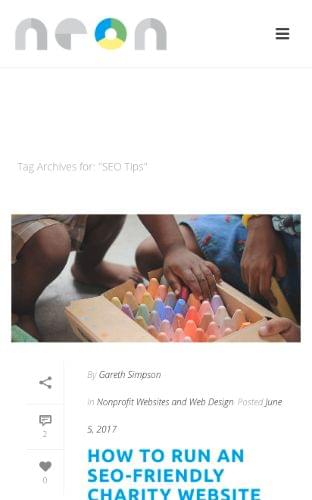 neon
Tag Archives for: "SEO Tips"
By Gareth Simpson
In Nonprofit Websites and Web Design Posted June
5, 2017
2
0
HOW TO RUN AN
SEO-FRIENDLY
CHARITY WEBSITE